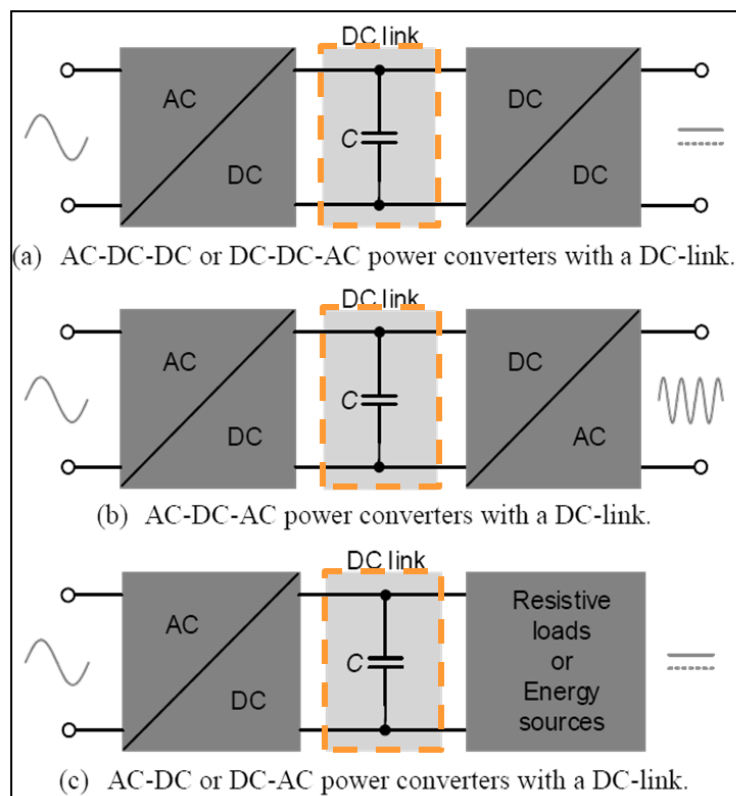 DC link
AC
DC
C
DC
DC
(a) AC-DC-DC or DC-DC-AC power converters with a DC-link.
DC link
AC
DC
C
DC
AC
(b) AC-DC-AC power converters with a DC-link.
DC link
AC
DC
C
Resistive
loads
or
Energy
sources
(c) AC-DC or DC-AC power converters with a DC-link.